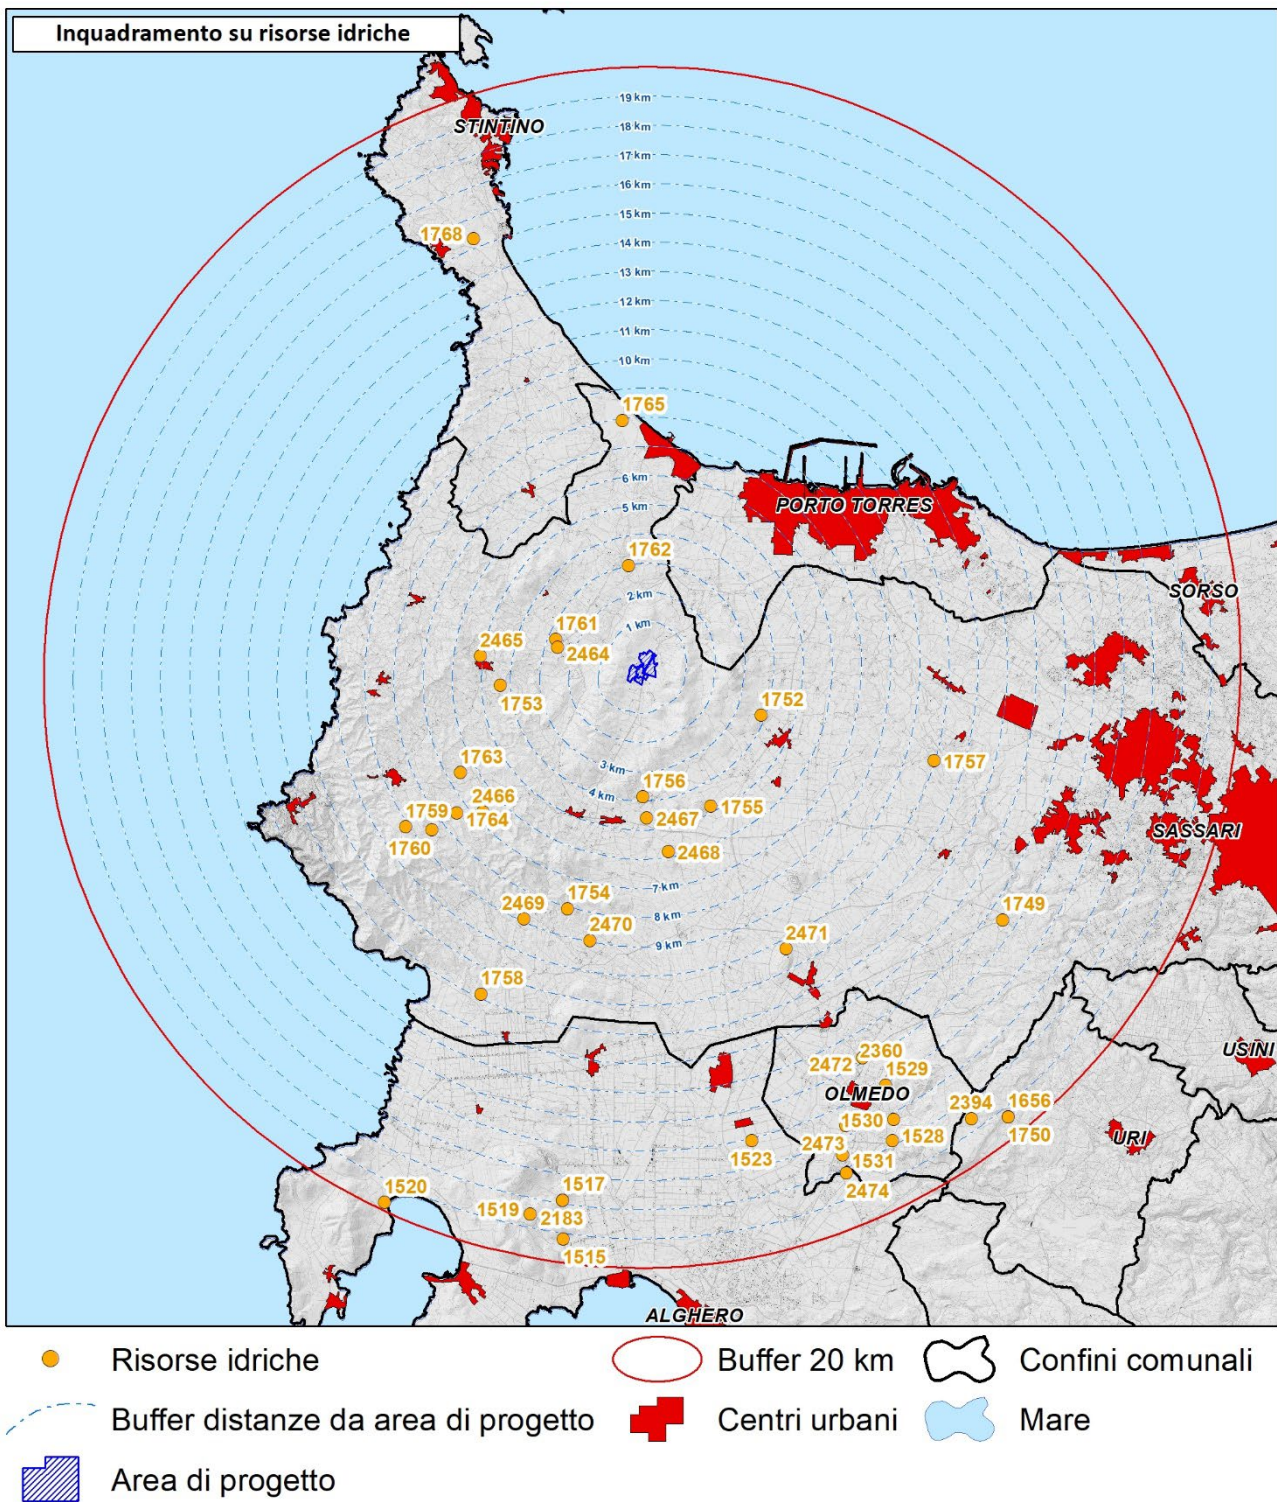 Inquadramento su risorse idriche
19 km
STINTINO
18 km
17 km
16 km
15 km
1768
14 km
13 km
12 km
11 km
10 km
1765
6 km
PORTO TORRES
5 km
1762
2 km
SORSO
1 km
1761
2465
2464
1753
1752
1763
3 km
1757
1756
4 km
2466
1759
1764
1755
2467
1760
SASSARI
2468
7 km
1754
2469
8 km
1749
2470
9 km
2471
1758
2360
2472
USINI
1529
OLMEDO
2394
1656
1530
1750
URI
1523
2473
1528
1531
2474
1520
1517
1519
2183
1515
ALGHERO
Risorse idriche
Buffer 20 km
Confini comunali
Buffer distanze da area di progetto
Centri urbani
Mare
Area di progetto